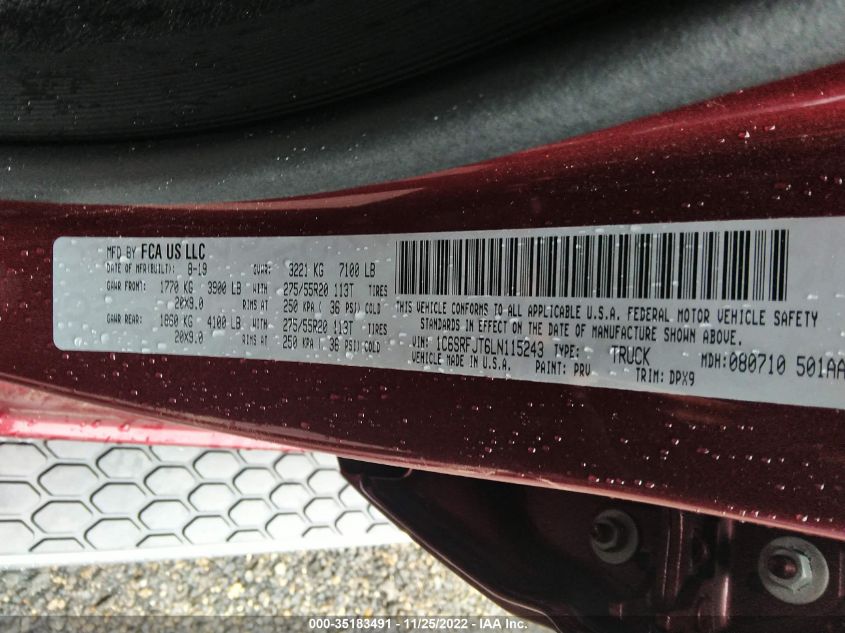 MFD BY FCA US LLC
DATE OF MFR(BUILT): 8-19 GVWR: 3221 KG 7100 LB
GAWR FRONT: 1770 KG 3900 LB WITH 275/55R20 113T TIRES
20X9.0 RIMS AT 250 KPA ( 36 PSI) COLD
GAWR REAR: 1860 KG 4100 LB WITH 275/55R20 113T TIRES
20X9.0 RIMS AT 250 KPA ( 36 PSI) COLD
THIS VEHICLE CONFORMS TO ALL APPLICABLE U.S.A. FEDERAL MOTOR VEHICLE SAFETY
STANDARDS IN EFFECT ON THE DATE OF MANUFACTURE SHOWN ABOVE.
VIN: 1C6SRFJT6LN115243 TYPE: TRUCK MDH:080710 501AA
MADE IN U.S.A. PAINT: PRV TRIM: DPX9
000-35183491 - 11/25/2022 - IAA Inc.